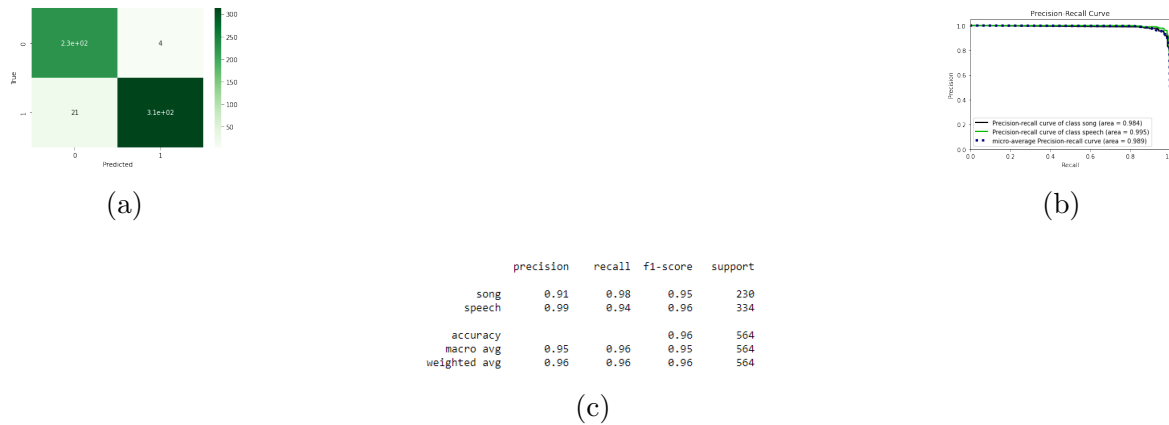 300
250
200
150
100
50
0
1
True
2.3e+02 4
21 3.1e+02
0 1
Predicted
(a)
Precision-Recall Curve
1.0
0.8
0.6
0.4
0.2
0.0
Precision
Precision-recall curve of class song (area = 0.984)
Precision-recall curve of class speech (area = 0.995)
micro-average Precision-recall curve (area = 0.989)
0.0 0.2 0.4 0.6 0.8
Recall
(b)
precision recall f1-score support
song 0.91 0.98 0.95 230
speech 0.99 0.94 0.96 334
accuracy 0.96 564
macro avg 0.95 0.96 0.95 564
weighted avg 0.96 0.96 0.96 564
(c)